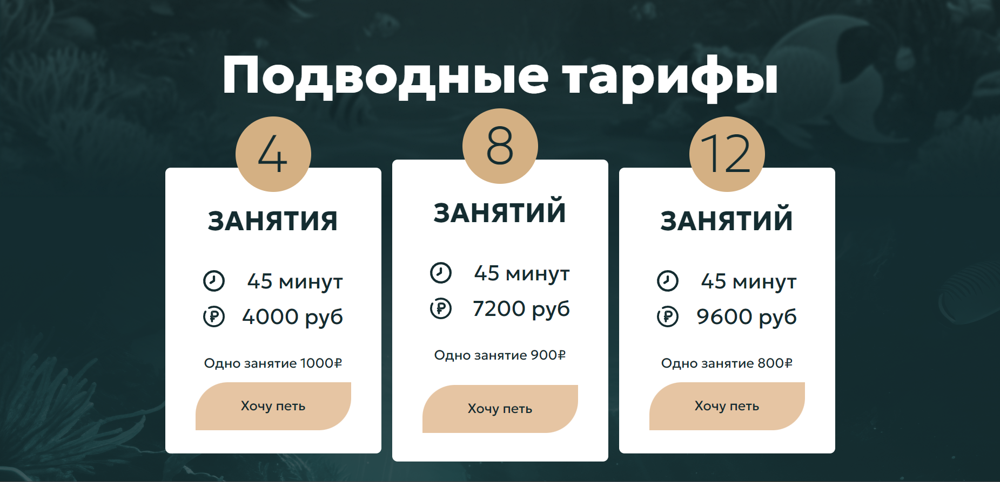 Подводные тарифы
4
ЗАНЯТИЯ
45 минут
4000 руб
Одно занятие 1000₽
Хочу петь
8
ЗАНЯТИЙ
45 минут
7200 руб
Одно занятие 900₽
Хочу петь
12
ЗАНЯТИЙ
45 минут
9600 руб
Одно занятие 800₽
Хочу петь